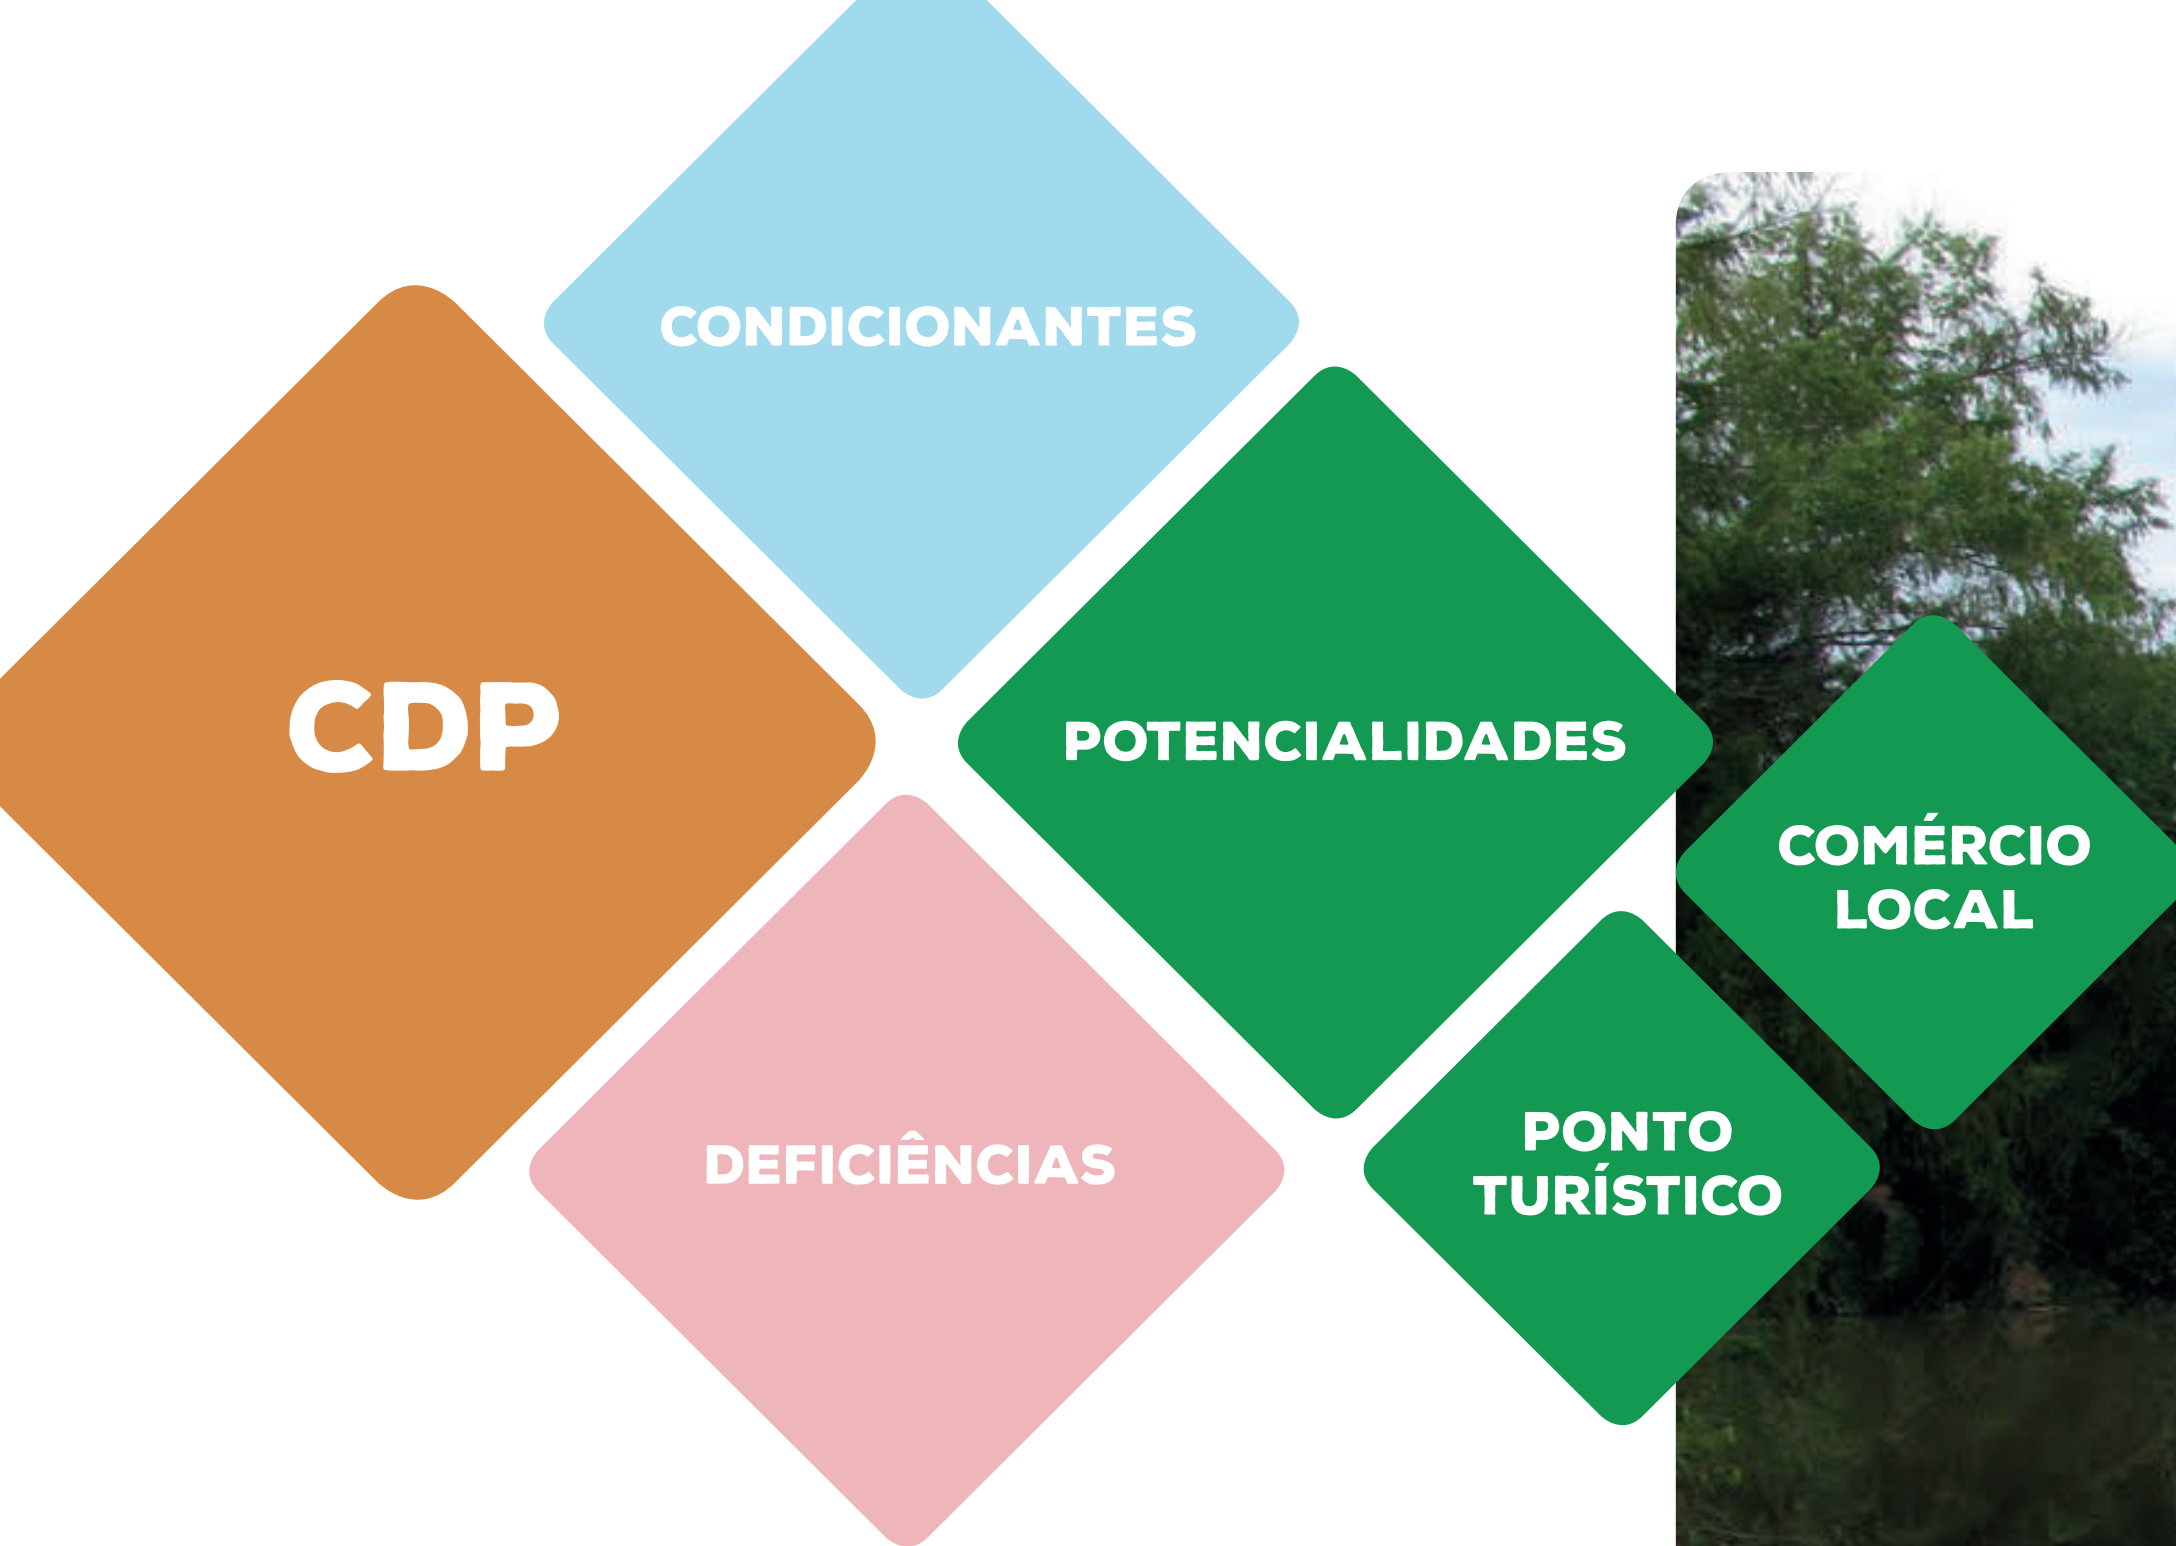 CONDICIONANTES
CDP
POTENCIALIDADES
COMÉRCIO
LOCAL
DEFICIÊNCIAS
PONTO
TURÍSTICO